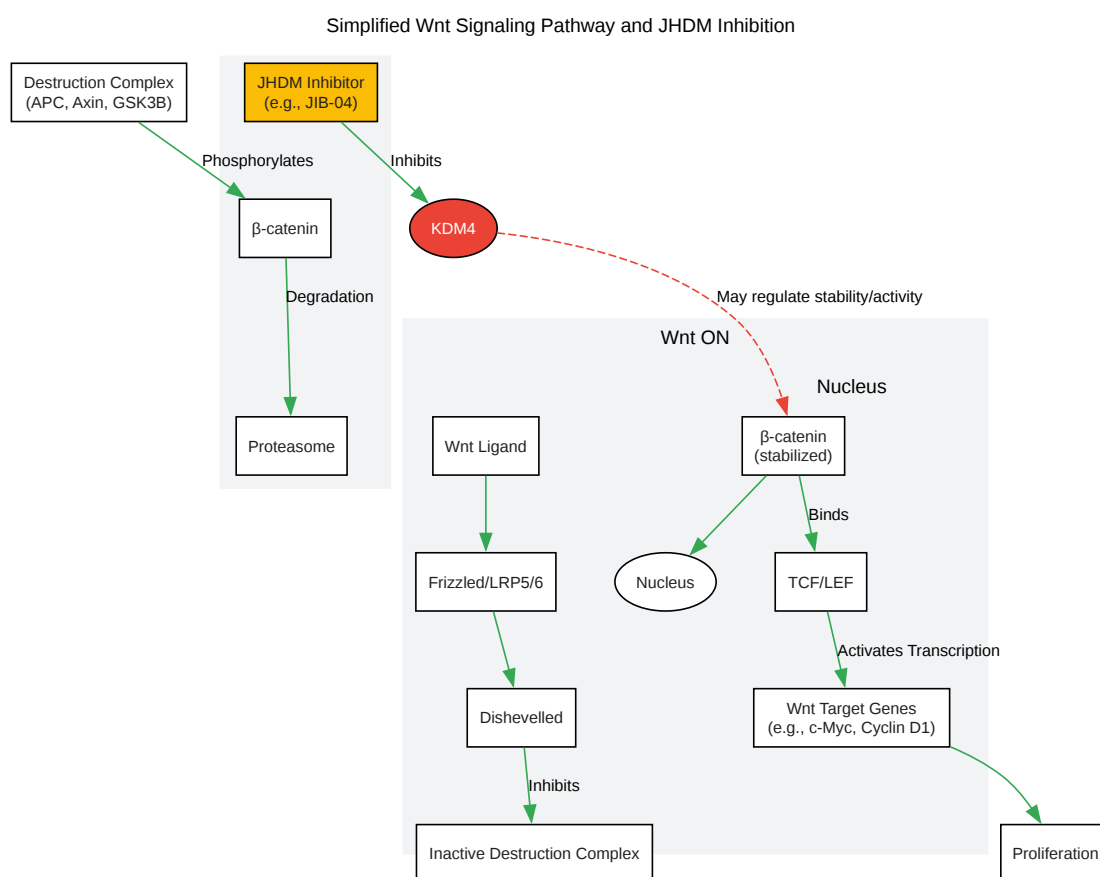 Simplified Wnt Signaling Pathway and JHDM Inhibition
Destruction Complex
(APC, Axin, GSK3B)
JHDM Inhibitor
(e.g., JIB-04)
Phosphorylates
Inhibits
β-catenin
KDM4
Degradation
May regulate stability/activity
Wnt ON
Nucleus
Proteasome
Wnt Ligand
β-catenin
(stabilized)
Binds
Frizzled/LRP5/6
Nucleus
TCF/LEF
Activates Transcription
Dishevelled
Wnt Target Genes
(e.g., c-Myc, Cyclin D1)
Inhibits
Inactive Destruction Complex
Proliferation